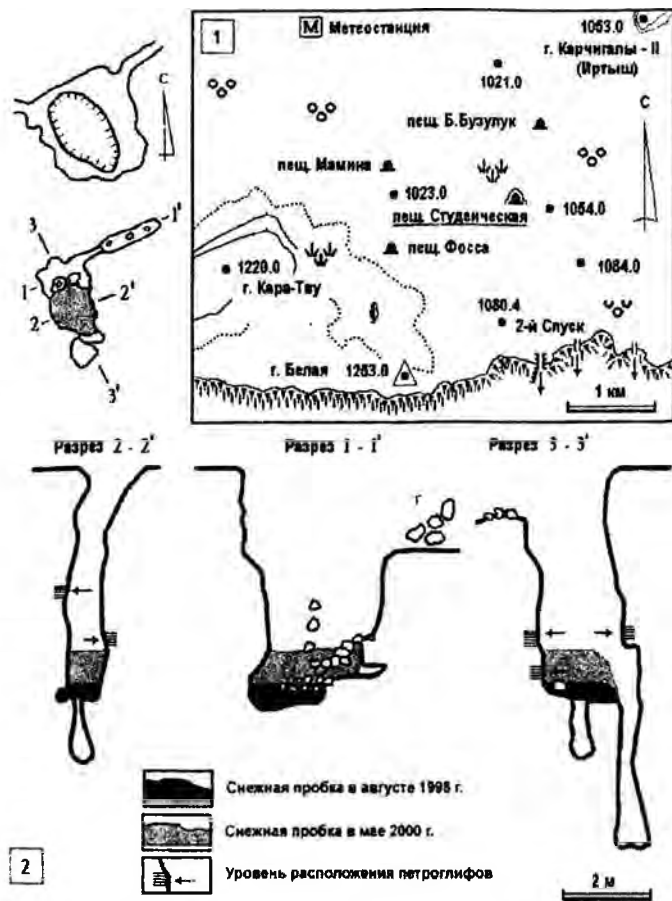 1
М Метеостанция
1053.0
г. Карчигалы - II
(Иртыш)
1021.0
С
С
пещ. Б.Бузулук
пещ. Мамина
1023.0
пещ. Студенческая
1054.0
пещ. Фосса
1084.0
1220.0
г. Кара-Тау
1080.4
2-й Спуск
г. Белая 1253.0
1 км
3
1'
1
2'
2
3'
Разрез 2 - 2' Разрез 1 - 1' Разрез 3 - 3'
Г
Снежная пробка в августе 1998 г.
Снежная пробка в мае 2000 г.
2
Уровень расположения петроглифов
2 м